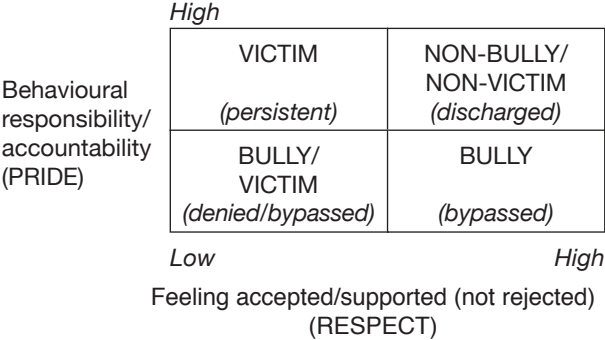 High
VICTIM
(persistent)
NON-BULLY/
NON-VICTIM
(discharged)
Behavioural
responsibility/
accountability
(PRIDE)
BULLY/
VICTIM
(denied/bypassed)
BULLY
(bypassed)
Low High
Feeling accepted/supported (not rejected)
(RESPECT)